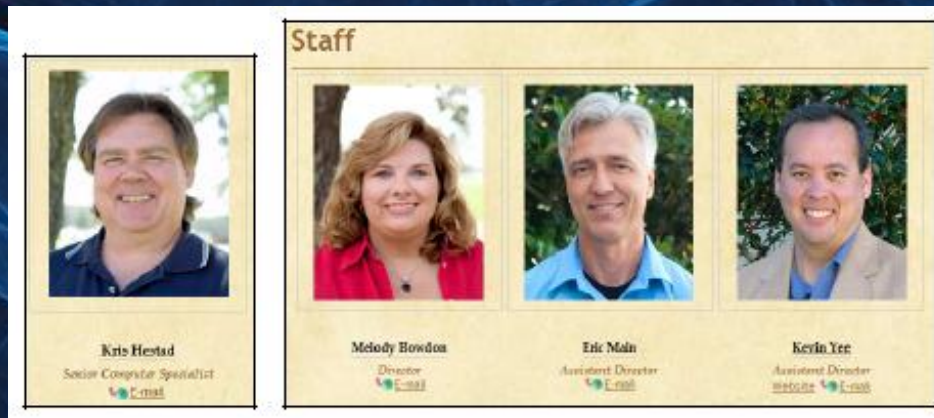 Staff
Kris Hestad
Senior Computer Specialist
E-mail
Melody Bowdon
Director
E-mail
Eric Main
Assistant Director
E-mail
Kevin Yee
Assistant Director
Website E-mail